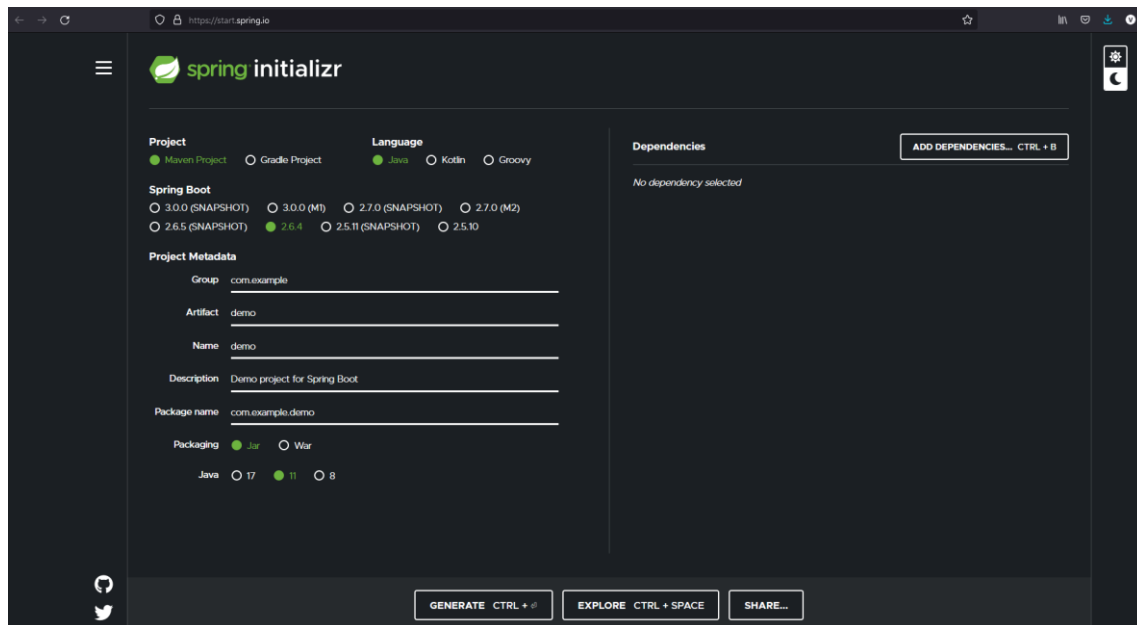 https://start.spring.io
spring initializr
Project
Maven Project Gradle Project
Language
Java Kotlin Groovy
Spring Boot
3.0.0 (SNAPSHOT) 3.0.0 (M1) 2.7.0 (SNAPSHOT) 2.7.0 (M2)
2.6.5 (SNAPSHOT) 2.6.4 2.5.11 (SNAPSHOT) 2.5.10
Project Metadata
Group com.example
Artifact demo
Name demo
Description Demo project for Spring Boot
Package name com.example.demo
Packaging Jar War
Java 17 11 8
Dependencies
ADD DEPENDENCIES... CTRL + B
No dependency selected
GENERATE CTRL + ⏎
EXPLORE CTRL + SPACE
SHARE...